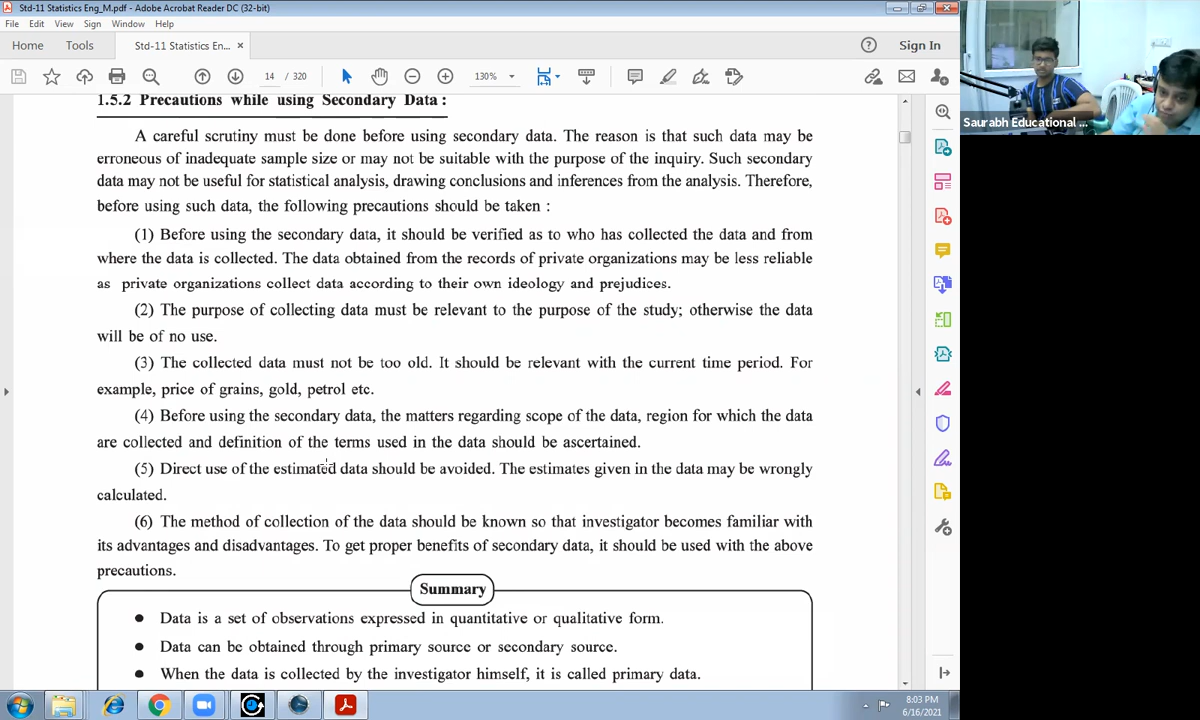 Std-11 Statistics Eng_M.pdf - Adobe Acrobat Reader DC (32-bit)
File Edit View Sign Window Help
Home Tools Std-11 Statistics En... × Sign In
14 / 320 130%
1.5.2 Precautions while using Secondary Data :
A careful scrutiny must be done before using secondary data. The reason is that such data may be
erroneous of inadequate sample size or may not be suitable with the purpose of the inquiry. Such secondary
data may not be useful for statistical analysis, drawing conclusions and inferences from the analysis. Therefore,
before using such data, the following precautions should be taken :
(1) Before using the secondary data, it should be verified as to who has collected the data and from
where the data is collected. The data obtained from the records of private organizations may be less reliable
as private organizations collect data according to their own ideology and prejudices.
(2) The purpose of collecting data must be relevant to the purpose of the study; otherwise the data
will be of no use.
(3) The collected data must not be too old. It should be relevant with the current time period. For
example, price of grains, gold, petrol etc.
(4) Before using the secondary data, the matters regarding scope of the data, region for which the data
are collected and definition of the terms used in the data should be ascertained.
(5) Direct use of the estimated data should be avoided. The estimates given in the data may be wrongly
calculated.
(6) The method of collection of the data should be known so that investigator becomes familiar with
its advantages and disadvantages. To get proper benefits of secondary data, it should be used with the above
precautions.
Summary
● Data is a set of observations expressed in quantitative or qualitative form.
● Data can be obtained through primary source or secondary source.
● When the data is collected by the investigator himself, it is called primary data.
Saurabh Educational ...
8:03 PM
6/16/2021